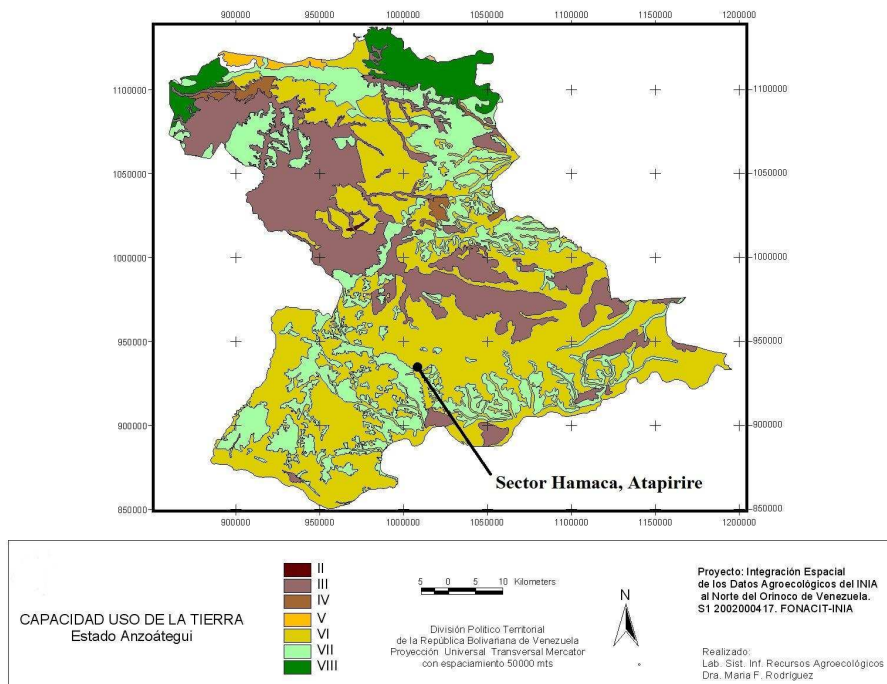 900000 950000 1000000 1050000 1100000 1150000 1200000
1100000 1100000
1050000 1050000
1000000 1000000
950000 950000
900000 900000
850000 850000
Sector Hamaca, Atapirire
900000 950000 1000000 1050000 1100000 1150000 1200000
CAPACIDAD USO DE LA TIERRA
Estado Anzoátegui
II
III
IV
V
VI
VII
VIII
5 0 5 10 Kilometers
División Político Territorial
de la República Bolivariana de Venezuela
Proyección Universal Transversal Mercator
con espaciamiento 50000 mts
N
Proyecto: Integración Espacial
de los Datos Agroecológicos del INIA
al Norte del Orinoco de Venezuela.
S1 2002000417. FONACIT-INIA
Realizado:
Lab. Sist. Inf. Recursos Agroecológicos
Dra. Maria F. Rodríguez